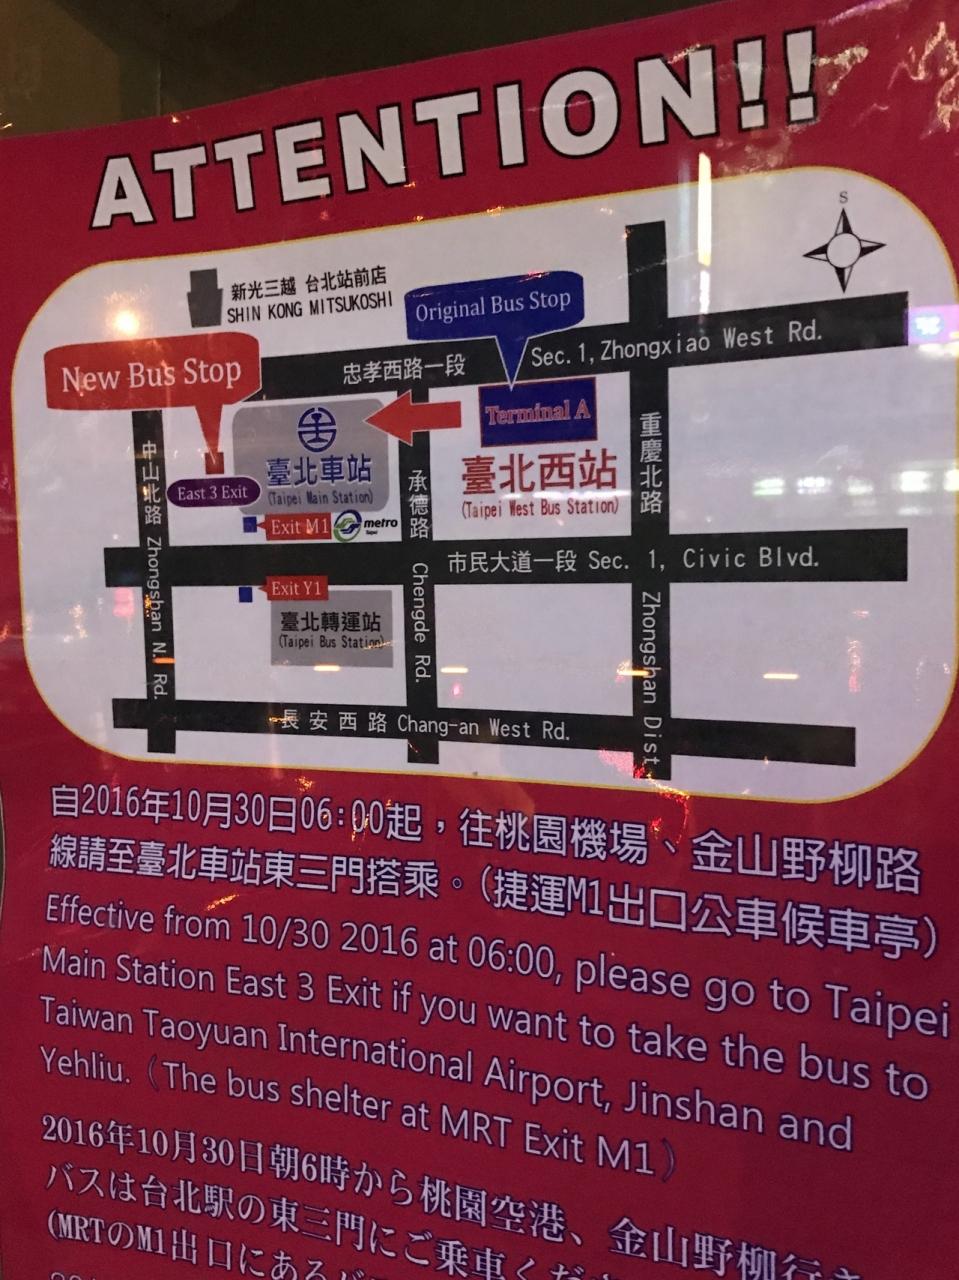 ATTENTION!!
S
新光三越 台北站前店
SHIN KONG MITSUKOSHI
Original Bus Stop
New Bus Stop
忠孝西路一段 Sec. 1, Zhongxiao West Rd.
Terminal A
臺北車站
(Taipei Main Station)
臺北西站
(Taipei West Bus Station)
East 3 Exit
Exit M1
metro
Taipei
中山北路 Zhongshan N. Rd.
承德路 Chengde Rd.
重慶北路 Zhongshan Dist
市民大道一段 Sec. 1, Civic Blvd.
Exit Y1
臺北轉運站
(Taipei Bus Station)
長安西路 Chang-an West Rd.
自2016年10月30日06:00起，往桃園機場、金山野柳路
線請至臺北車站東三門搭乘。(捷運M1出口公車候車亭)
Effective from 10/30 2016 at 06:00, please go to Taipei
Main Station East 3 Exit if you want to take the bus to
Taiwan Taoyuan International Airport, Jinshan and
Yehliu. (The bus shelter at MRT Exit M1)
2016年10月30日朝6時から桃園空港、金山野柳行き
バスは台北駅の東三門にご乗車くださ
(MRTのM1出口にある